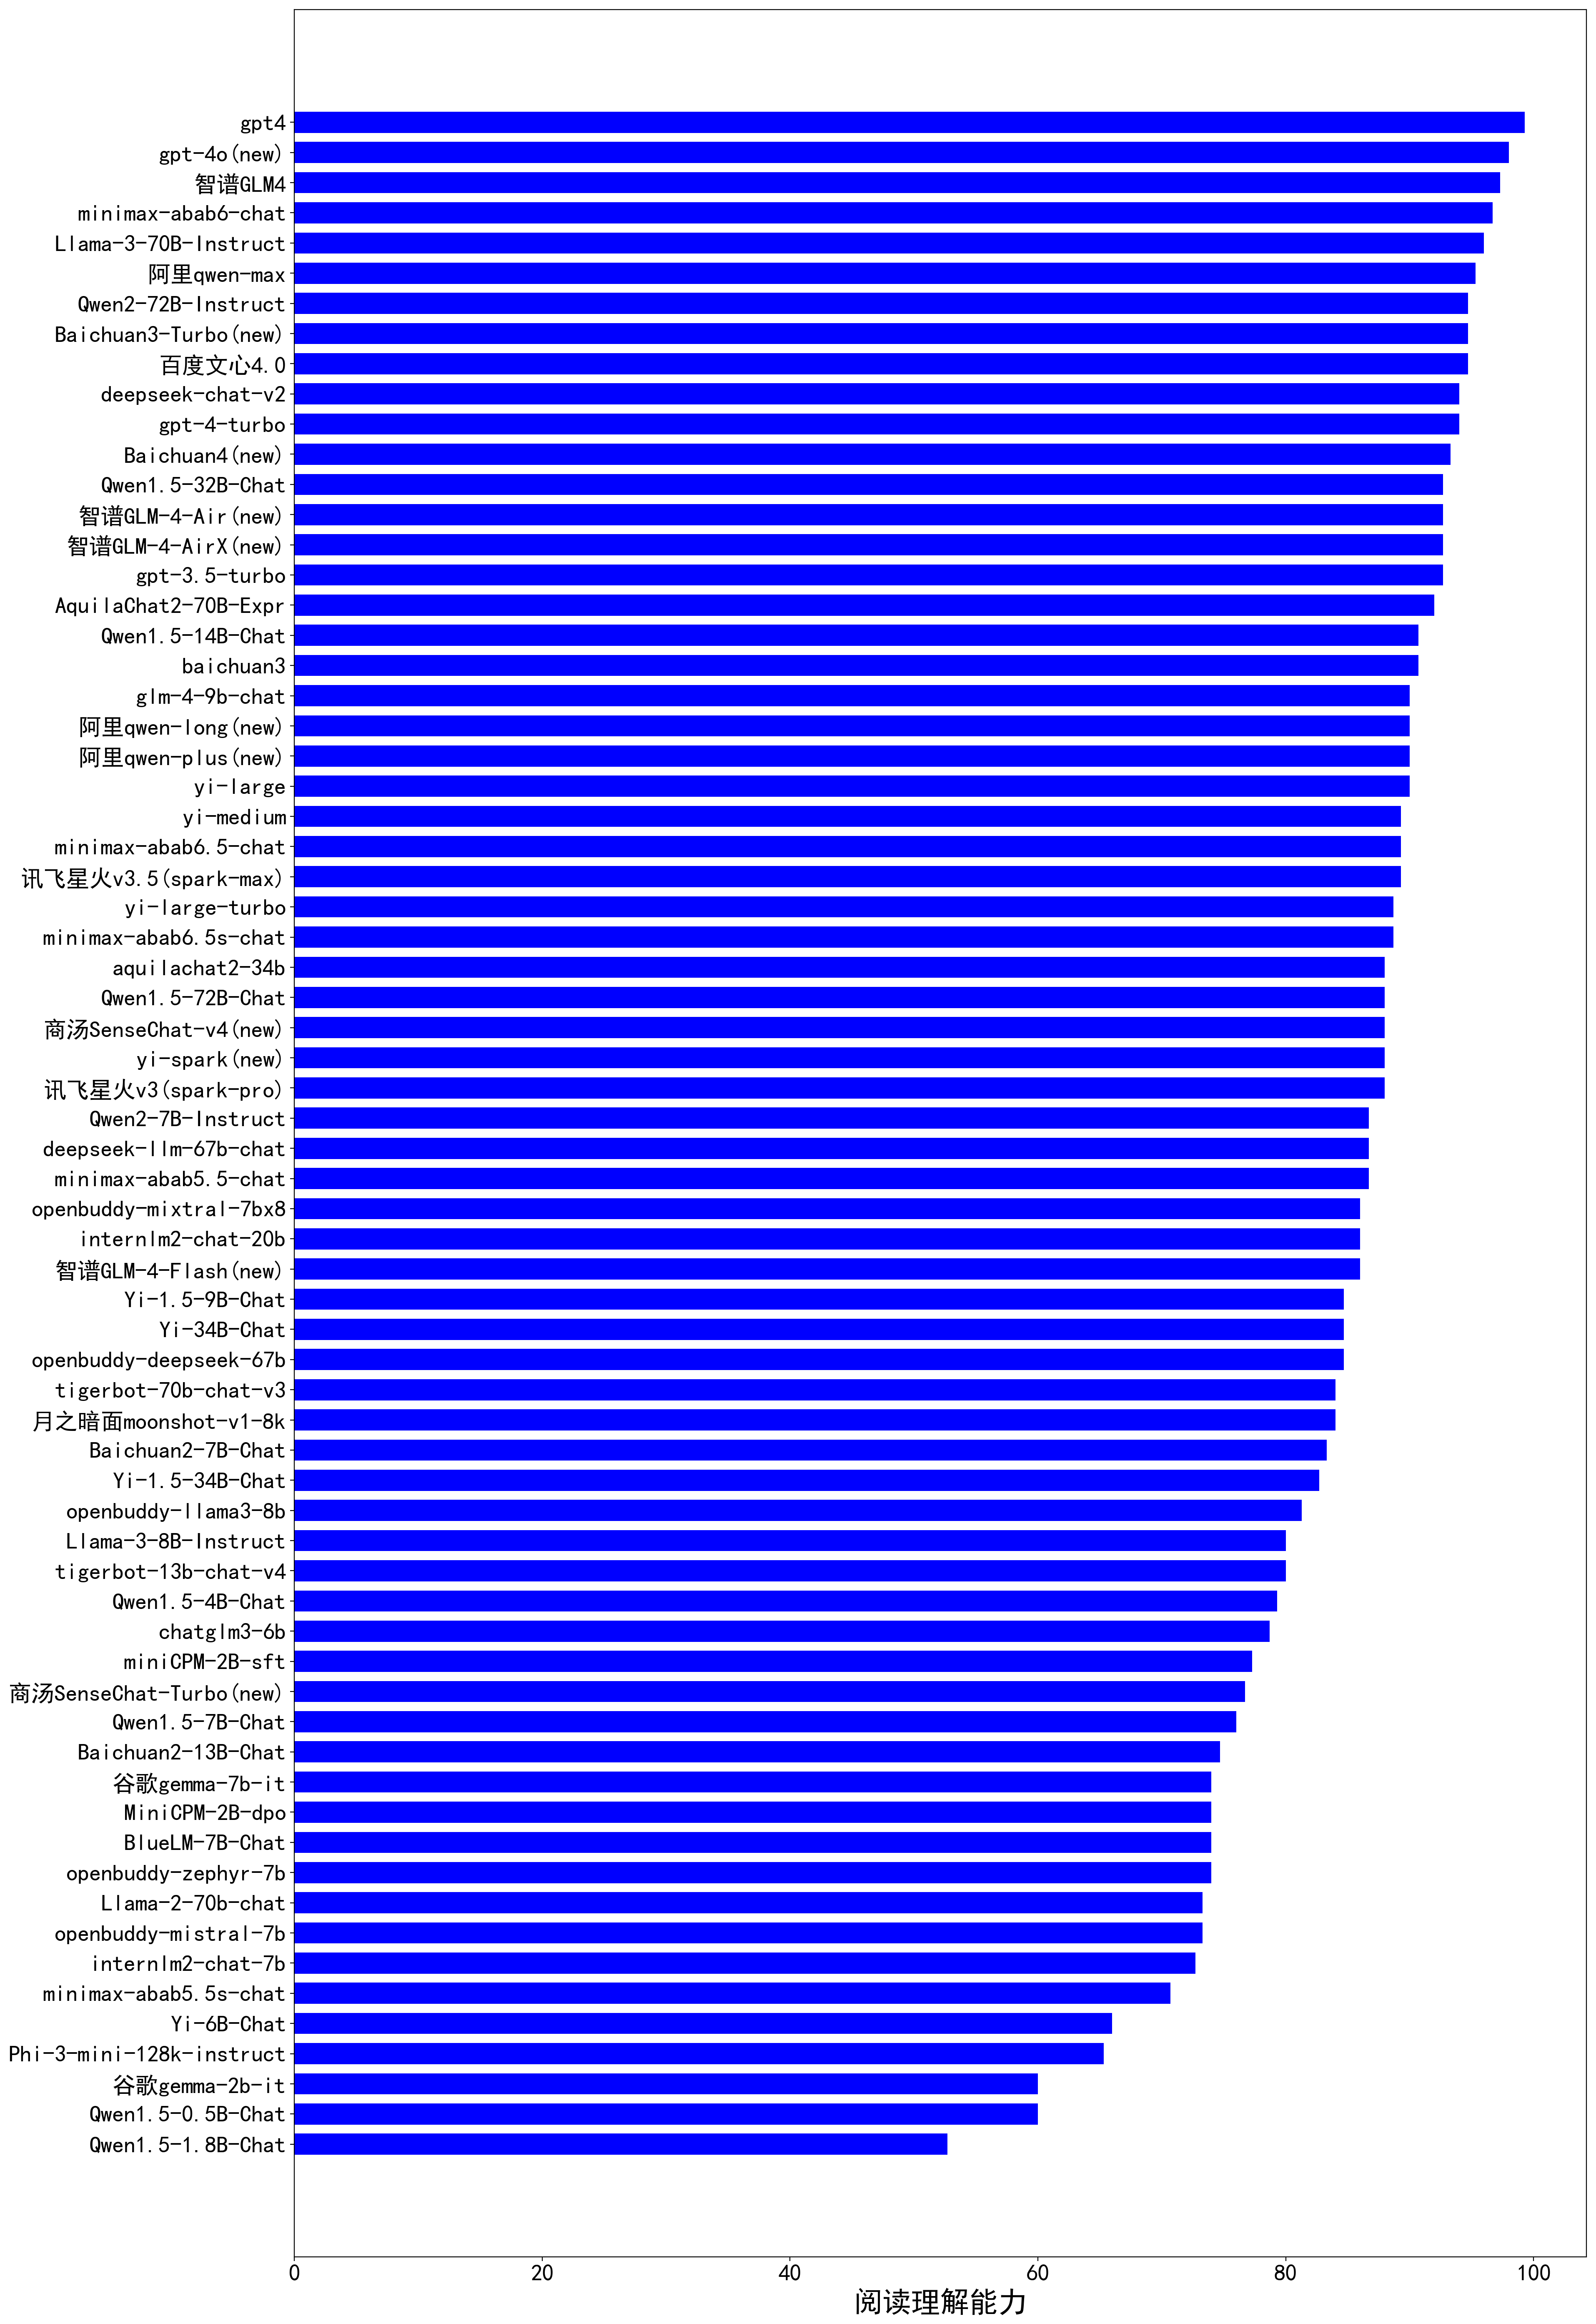 gpt4
gpt-4o(new)
智谱GLM4
minimax-abab6-chat
Llama-3-70B-Instruct
阿里qwen-max
Qwen2-72B-Instruct
Baichuan3-Turbo(new)
百度文心4.0
deepseek-chat-v2
gpt-4-turbo
Baichuan4(new)
Qwen1.5-32B-Chat
智谱GLM-4-Air(new)
智谱GLM-4-AirX(new)
gpt-3.5-turbo
AquilaChat2-70B-Expr
Qwen1.5-14B-Chat
baichuan3
glm-4-9b-chat
阿里qwen-long(new)
阿里qwen-plus(new)
yi-large
yi-medium
minimax-abab6.5-chat
讯飞星火v3.5(spark-max)
yi-large-turbo
minimax-abab6.5s-chat
aquilachat2-34b
Qwen1.5-72B-Chat
商汤SenseChat-v4(new)
yi-spark(new)
讯飞星火v3(spark-pro)
Qwen2-7B-Instruct
deepseek-llm-67b-chat
minimax-abab5.5-chat
openbuddy-mixtral-7bx8
internlm2-chat-20b
智谱GLM-4-Flash(new)
Yi-1.5-9B-Chat
Yi-34B-Chat
openbuddy-deepseek-67b
tigerbot-70b-chat-v3
月之暗面moonshot-v1-8k
Baichuan2-7B-Chat
Yi-1.5-34B-Chat
openbuddy-llama3-8b
Llama-3-8B-Instruct
tigerbot-13b-chat-v4
Qwen1.5-4B-Chat
chatglm3-6b
miniCPM-2B-sft
商汤SenseChat-Turbo(new)
Qwen1.5-7B-Chat
Baichuan2-13B-Chat
谷歌gemma-7b-it
MiniCPM-2B-dpo
BlueLM-7B-Chat
openbuddy-zephyr-7b
Llama-2-70b-chat
openbuddy-mistral-7b
internlm2-chat-7b
minimax-abab5.5s-chat
Yi-6B-Chat
Phi-3-mini-128k-instruct
谷歌gemma-2b-it
Qwen1.5-0.5B-Chat
Qwen1.5-1.8B-Chat
0 20 40 60 80 100
阅读理解能力